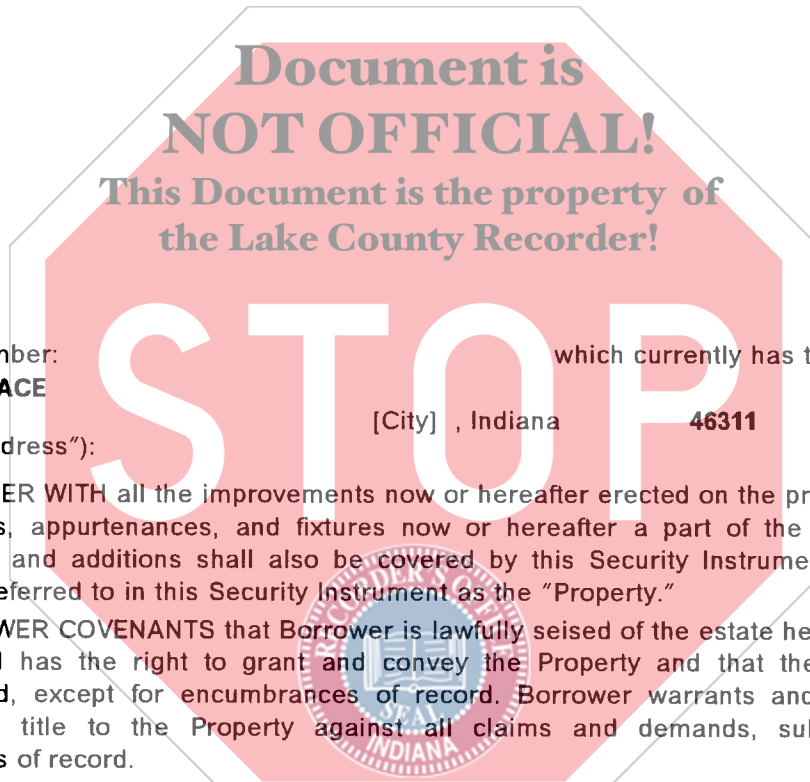 Document is
NOT OFFICIAL!
This Document is the property of
the Lake County Recorder!
STOP
mber: which currently has t
ACE
[City] , Indiana 46311
dress"):
ER WITH all the improvements now or hereafter erected on the pr
s, appurtenances, and fixtures now or hereafter a part of the
and additions shall also be covered by this Security Instrume
eferred to in this Security Instrument as the "Property."
WER COVENANTS that Borrower is lawfully seised of the estate he
l has the right to grant and convey the Property and that the
d, except for encumbrances of record. Borrower warrants and
title to the Property against all claims and demands, sul
s of record.
RECORDER'S OFFICE
SEAL
INDIANA